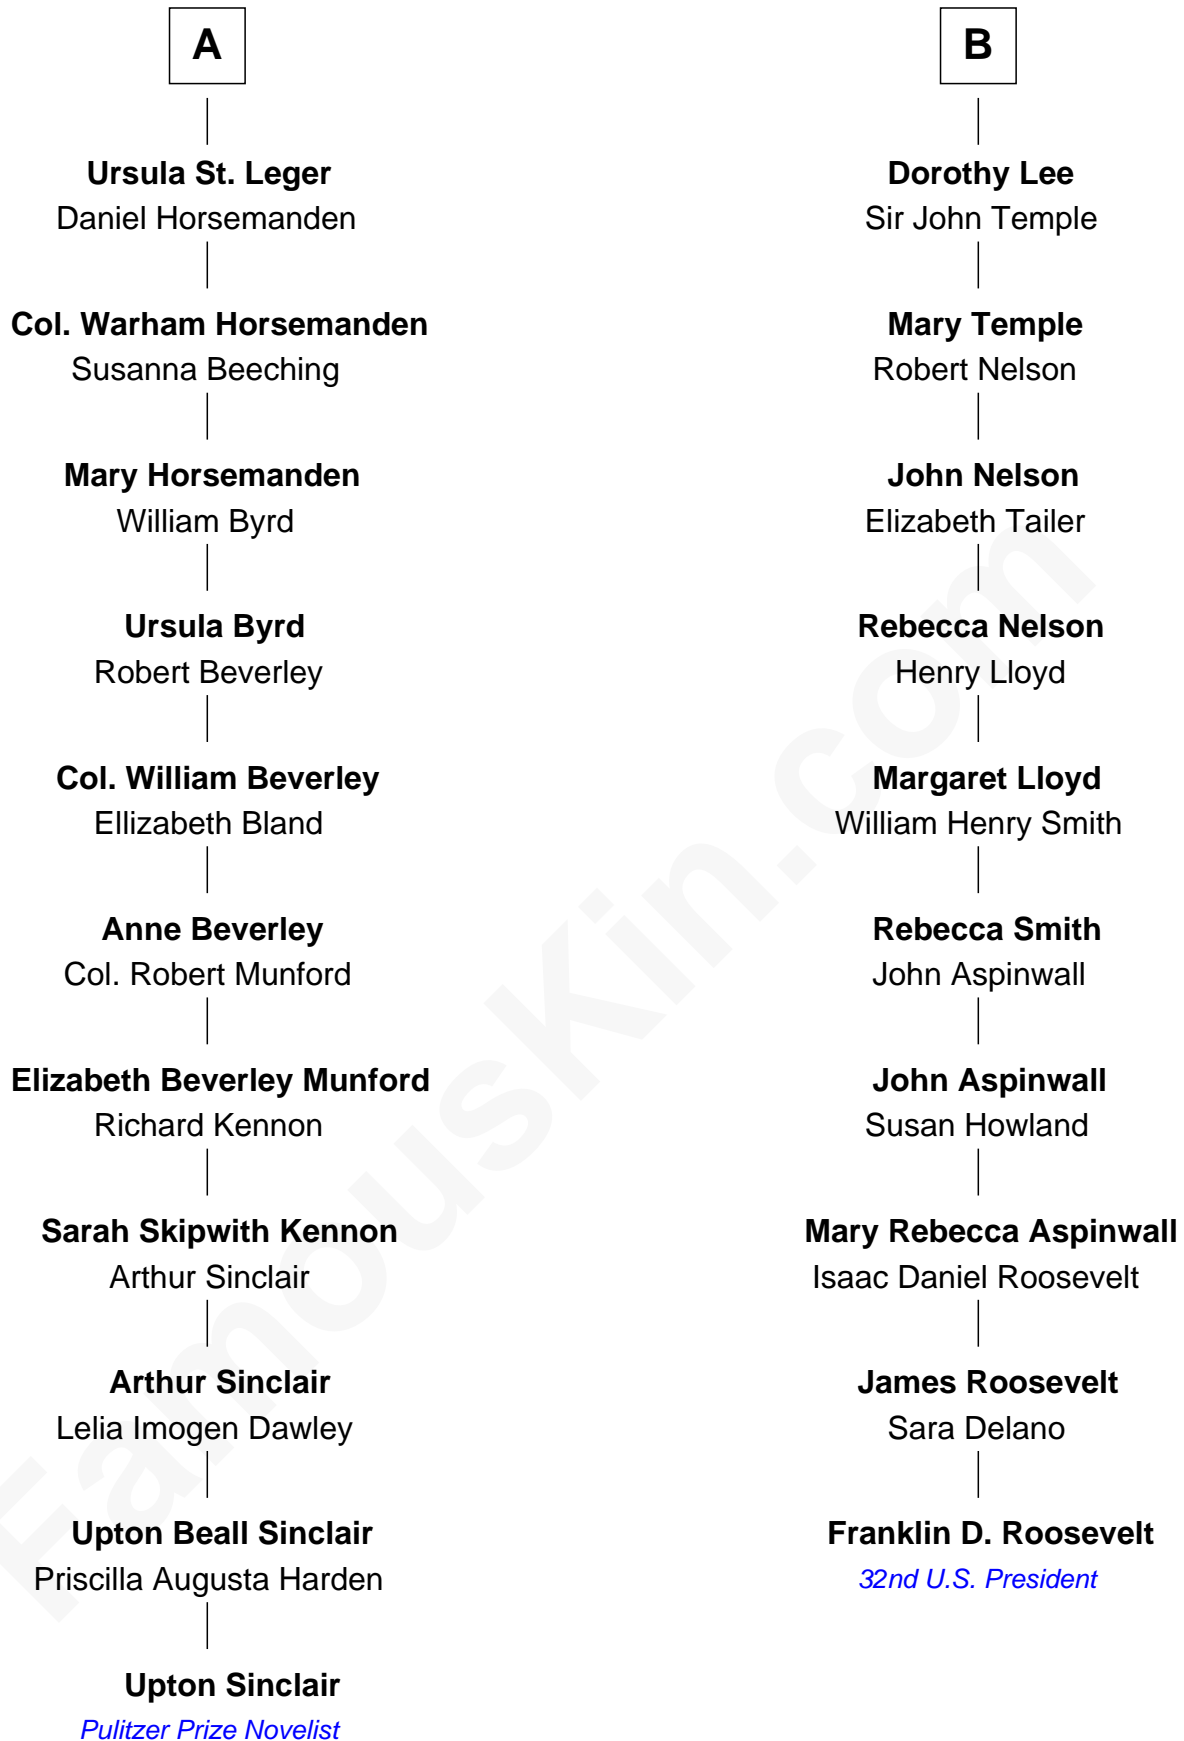 A
Ursula St. Leger
Daniel Horsemanden
Col. Warham Horsemanden
Susanna Beeching
Mary Horsemanden
William Byrd
Ursula Byrd
Robert Beverley
Col. William Beverley
Ellizabeth Bland
Anne Beverley
Col. Robert Munford
Elizabeth Beverley Munford
Richard Kennon
Sarah Skipwith Kennon
Arthur Sinclair
Arthur Sinclair
Lelia Imogen Dawley
Upton Beall Sinclair
Priscilla Augusta Harden
Upton Sinclair
Pulitzer Prize Novelist
B
Dorothy Lee
Sir John Temple
Mary Temple
Robert Nelson
John Nelson
Elizabeth Tailer
Rebecca Nelson
Henry Lloyd
Margaret Lloyd
William Henry Smith
Rebecca Smith
John Aspinwall
John Aspinwall
Susan Howland
Mary Rebecca Aspinwall
Isaac Daniel Roosevelt
James Roosevelt
Sara Delano
Franklin D. Roosevelt
32nd U.S. President
FamousKin.com